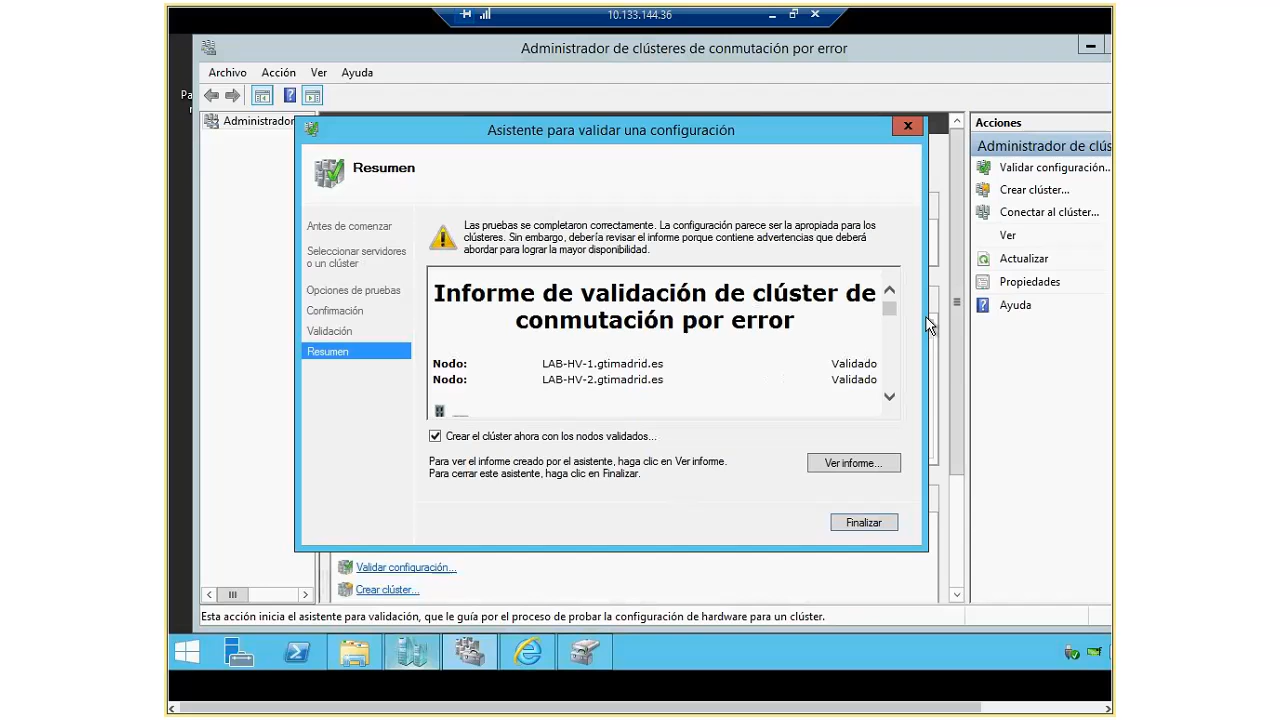 10.133.144.36
Administrador de clústeres de conmutación por error
Archivo Acción Ver Ayuda
Pa
Administrador
Asistente para validar una configuración
Resumen
Antes de comenzar
Seleccionar servidores
o un clúster
Opciones de pruebas
Confirmación
Validación
Resumen
Las pruebas se completaron correctamente. La configuración parece ser la apropiada para los
clústeres. Sin embargo, debería revisar el informe porque contiene advertencias que deberá
abordar para lograr la mayor disponibilidad.
Informe de validación de clúster de
conmutación por error
Nodo: LAB-HV-1.gtimadrid.es Validado
Nodo: LAB-HV-2.gtimadrid.es Validado
Crear el clúster ahora con los nodos validados...
Para ver el informe creado por el asistente, haga clic en Ver informe.
Para cerrar este asistente, haga clic en Finalizar.
Ver informe...
Finalizar
Validar configuración...
Crear clúster...
Acciones
Administrador de clús
Validar configuración..
Crear clúster...
Conectar al clúster...
Ver
Actualizar
Propiedades
Ayuda
Esta acción inicia el asistente para validación, que le guía por el proceso de probar la configuración de hardware para un clúster.